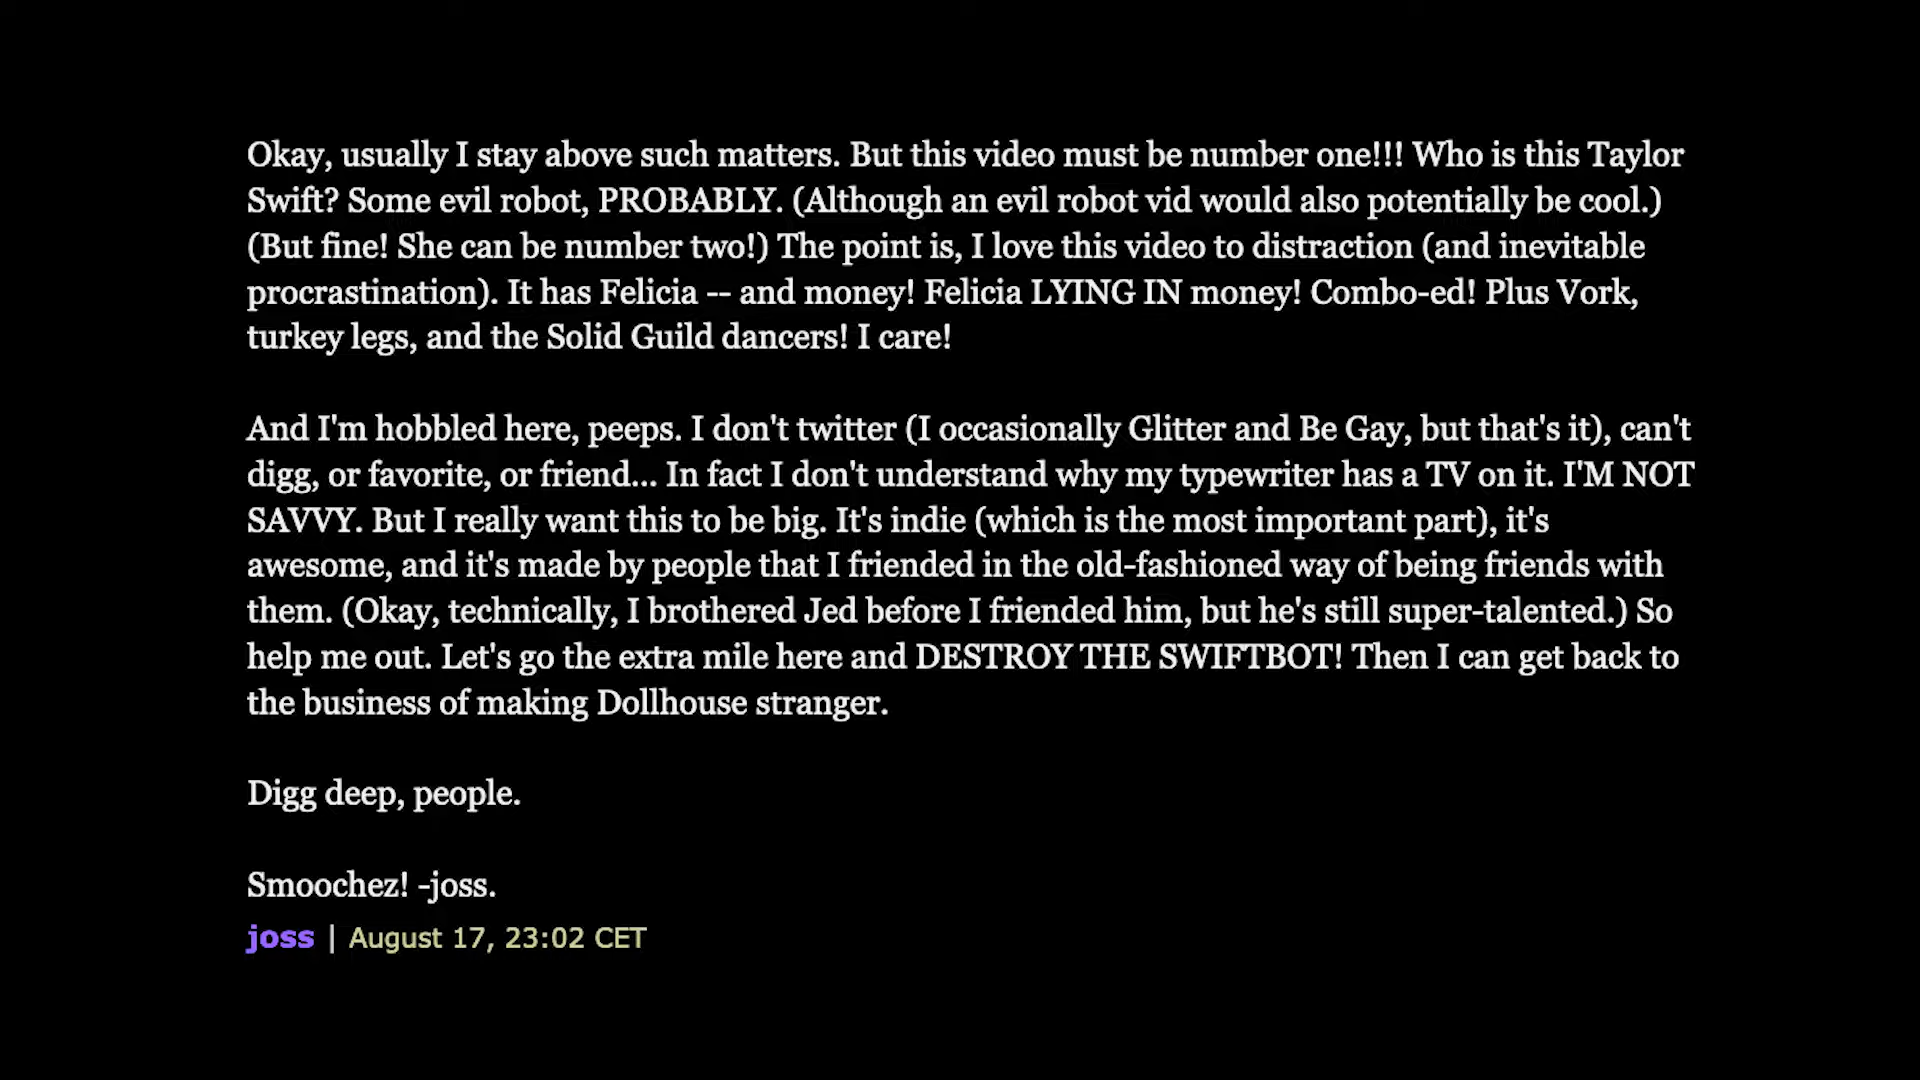 Okay, usually I stay above such matters. But this video must be number one!!! Who is this Taylor
Swift? Some evil robot, PROBABLY. (Although an evil robot vid would also potentially be cool.)
(But fine! She can be number two!) The point is, I love this video to distraction (and inevitable
procrastination). It has Felicia -- and money! Felicia LYING IN money! Combo-ed! Plus Vork,
turkey legs, and the Solid Guild dancers! I care!
And I'm hobbled here, peeps. I don't twitter (I occasionally Glitter and Be Gay, but that's it), can't
digg, or favorite, or friend... In fact I don't understand why my typewriter has a TV on it. I'M NOT
SAVVY. But I really want this to be big. It's indie (which is the most important part), it's
awesome, and it's made by people that I friended in the old-fashioned way of being friends with
them. (Okay, technically, I brothered Jed before I friended him, but he's still super-talented.) So
help me out. Let's go the extra mile here and DESTROY THE SWIFTBOT! Then I can get back to
the business of making Dollhouse stranger.
Digg deep, people.
Smoochez! -joss.
joss | August 17, 23:02 CET